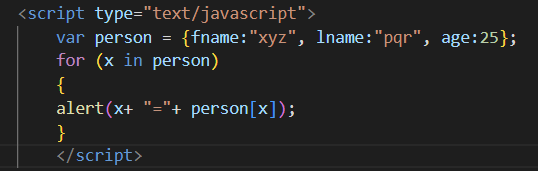 <script type="text/javascript">
var person = {fname:"xyz", lname:"pqr", age:25};
for (x in person)
{
alert(x+ "="+ person[x]);
}
</script>